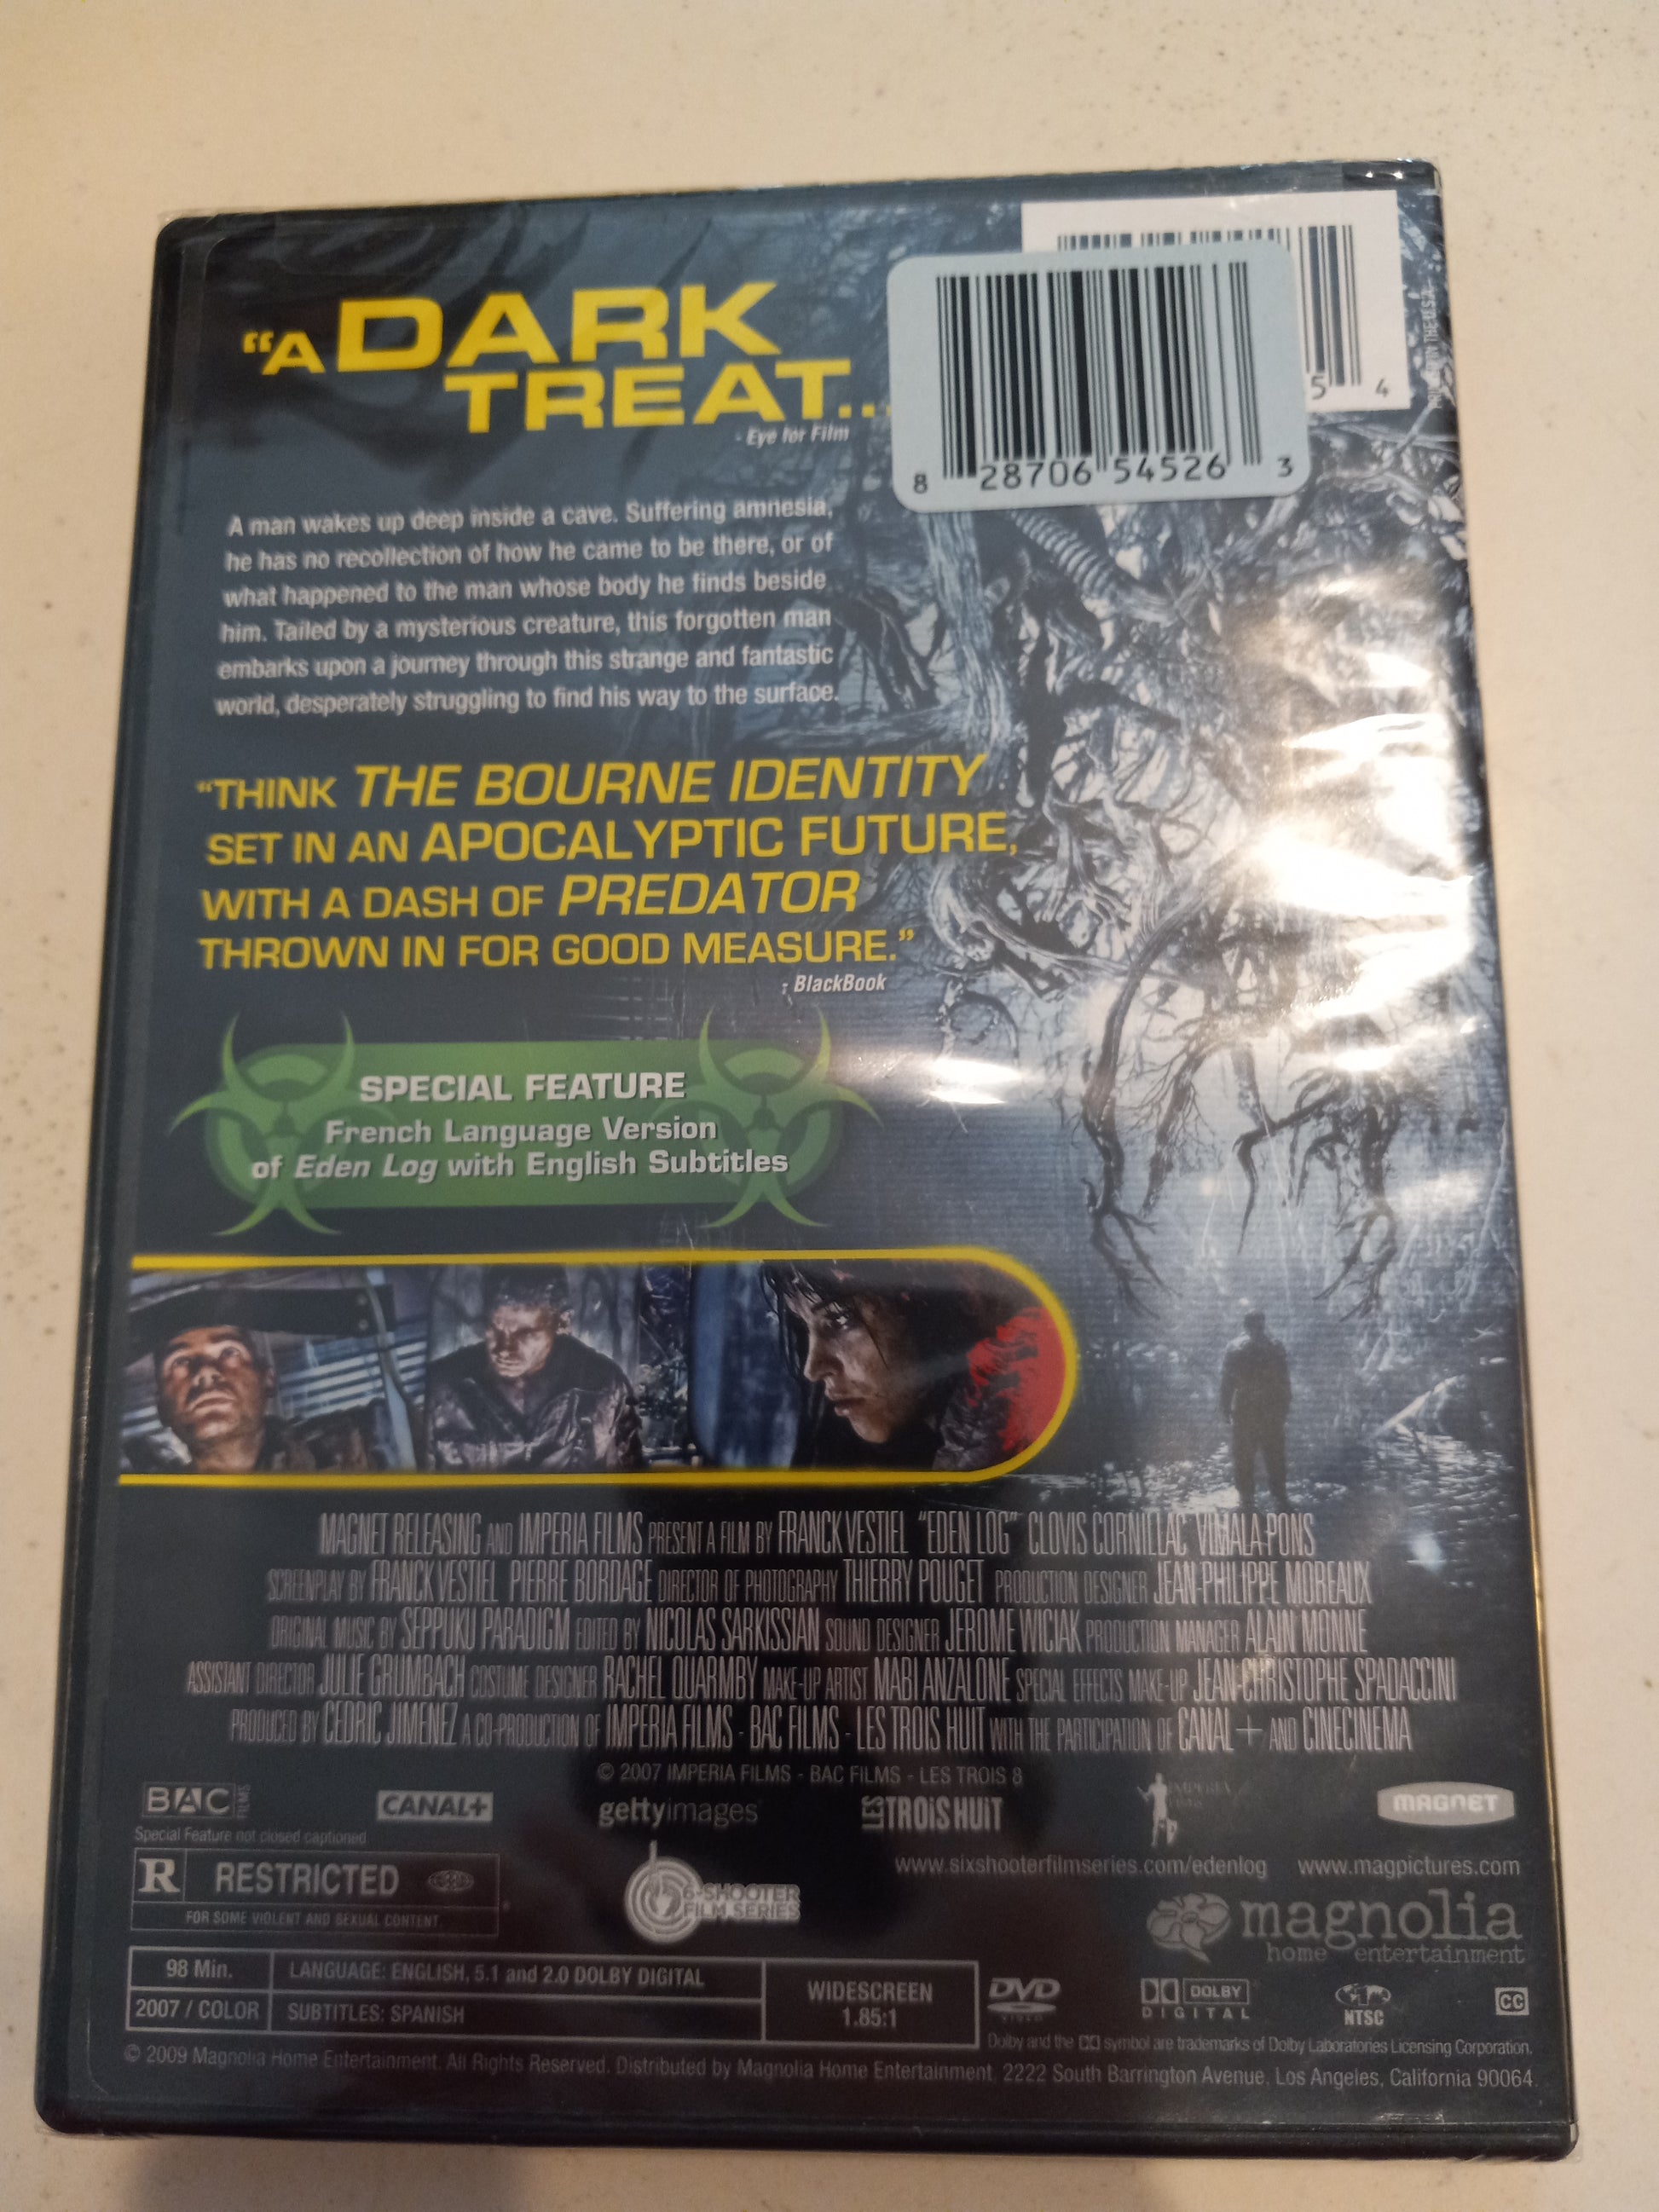 “A DARK
TREAT...
- Eye for Film
5 4
8 28706 54526 3
A man wakes up deep inside a cave. Suffering amnesia,
he has no recollection of how he came to be there, or of
what happened to the man whose body he finds beside
him. Tailed by a mysterious creature, this forgotten man
embarks upon a journey through this strange and fantastic
world, desperately struggling to find his way to the surface.
“THINK THE BOURNE IDENTITY
SET IN AN APOCALYPTIC FUTURE,
WITH A DASH OF PREDATOR
THROWN IN FOR GOOD MEASURE.”
- BlackBook
SPECIAL FEATURE
French Language Version
of Eden Log with English Subtitles
MAGNET RELEASING AND IMPERIA FILMS PRESENT A FILM BY FRANCK VESTIEL “EDEN LOG” CLOVIS CORNILLAC VIMALA PONS
SCREENPLAY BY FRANCK VESTIEL PIERRE BORDAGE DIRECTOR OF PHOTOGRAPHY THIERRY POUGET PRODUCTION DESIGNER JEAN-PHILIPPE MOREAUX
ORIGINAL MUSIC BY SEPPUKU PARADIGM EDITED BY NICOLAS SARKISSIAN SOUND DESIGNER JEROME WICIAK PRODUCTION MANAGER ALAIN MONNE
ASSISTANT DIRECTOR JULIE GRUMBACH COSTUME DESIGNER RACHEL QUARMBY MAKE-UP ARTIST MABI ANZALONE SPECIAL EFFECTS MAKE-UP JEAN-CHRISTOPHE SPADACCINI
PRODUCED BY CEDRIC JIMENEZ A CO-PRODUCTION OF IMPERIA FILMS - BAC FILMS - LES TROIS HUIT WITH THE PARTICIPATION OF CANAL + AND CINECINEMA
© 2007 IMPERIA FILMS - BAC FILMS - LES TROIS 8
BAC FILMS CANAL+ gettyimages LES TROiS HUiT IMPERIA MAGNET
Special Feature not closed captioned
R RESTRICTED
FOR SOME VIOLENT AND SEXUAL CONTENT.
6-SHOOTER
FILM SERIES
www.sixshooterfilmseries.com/edenlog www.magpictures.com
magnolia
home entertainment
98 Min. LANGUAGE: ENGLISH, 5.1 and 2.0 DOLBY DIGITAL
2007 / COLOR SUBTITLES: SPANISH
WIDESCREEN
1.85:1
DVD VIDEO DOLBY DIGITAL NTSC CC
Dolby and the DD symbol are trademarks of Dolby Laboratories Licensing Corporation.
© 2009 Magnolia Home Entertainment. All Rights Reserved. Distributed by Magnolia Home Entertainment, 2222 South Barrington Avenue, Los Angeles, California 90064.